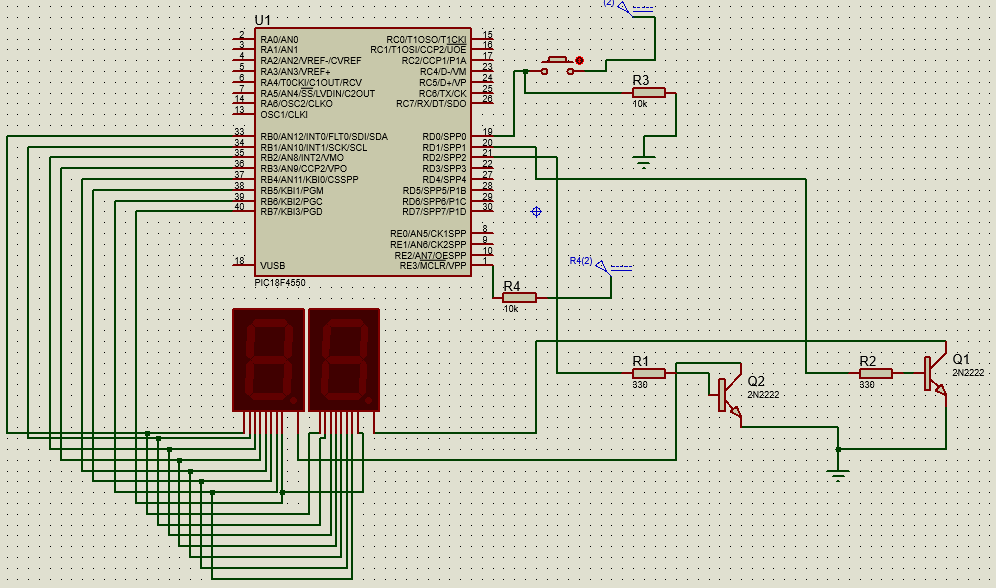 (2)
U1
2 RA0/AN0 RC0/T1OSO/T1CKI 15
3 RA1/AN1 RC1/T1OSI/CCP2/UOE 16
4 RA2/AN2/VREF-/CVREF RC2/CCP1/P1A 17
5 RA3/AN3/VREF+ RC4/D-/VM 23
6 RA4/T0CKI/C1OUT/RCV RC5/D+/VP 24
7 RA5/AN4/SS/LVDIN/C2OUT RC6/TX/CK 25
14 RA6/OSC2/CLKO RC7/RX/DT/SDO 26
13 OSC1/CLKI
33 RB0/AN12/INT0/FLT0/SDI/SDA RD0/SPP0 19
34 RB1/AN10/INT1/SCK/SCL RD1/SPP1 20
35 RB2/AN8/INT2/VMO RD2/SPP2 21
36 RB3/AN9/CCP2/VPO RD3/SPP3 22
37 RB4/AN11/KBI0/CSSPP RD4/SPP4 27
38 RB5/KBI1/PGM RD5/SPP5/P1B 28
39 RB6/KBI2/PGC RD6/SPP6/P1C 29
40 RB7/KBI3/PGD RD7/SPP7/P1D 30
RE0/AN5/CK1SPP 8
RE1/AN6/CK2SPP 9
RE2/AN7/OESPP 10
18 VUSB RE3/MCLR/VPP 1
PIC18F4550
R3
10k
R4(2)
R4
10k
R1
330
Q2
2N2222
R2
330
Q1
2N2222